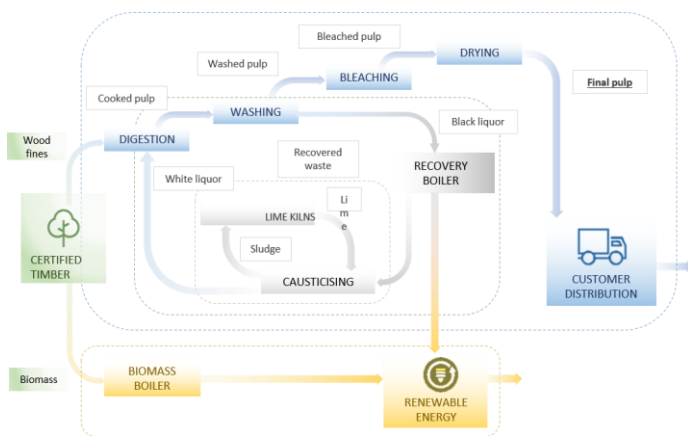 Bleached pulp
DRYING
Washed pulp
BLEACHING
Final pulp
Cooked pulp
WASHING
Black liquor
Wood
fines
DIGESTION
Recovered
waste
RECOVERY
BOILER
White liquor
Li
m
e
LIME KILNS
Sludge
CERTIFIED
TIMBER
CAUSTICISING
CUSTOMER
DISTRIBUTION
Biomass
BIOMASS
BOILER
RENEWABLE
ENERGY